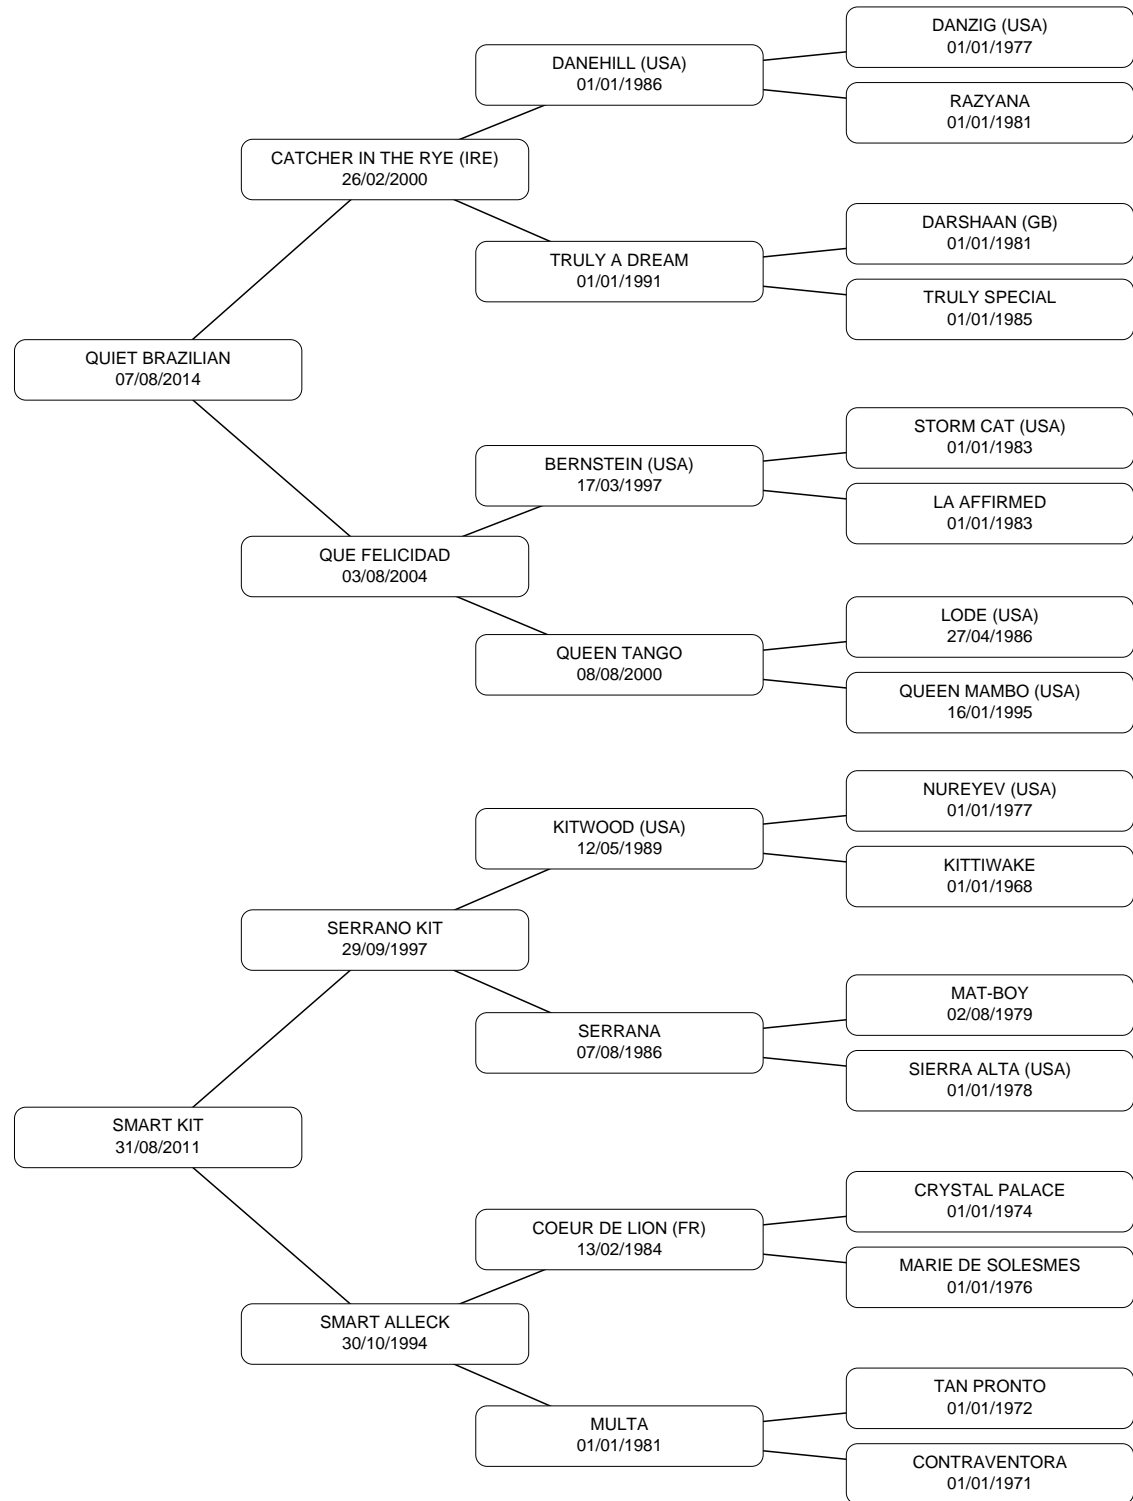 DANZIG (USA)
01/01/1977
DANEHILL (USA)
01/01/1986
RAZYANA
01/01/1981
CATCHER IN THE RYE (IRE)
26/02/2000
DARSHAAN (GB)
01/01/1981
TRULY A DREAM
01/01/1991
TRULY SPECIAL
01/01/1985
QUIET BRAZILIAN
07/08/2014
STORM CAT (USA)
01/01/1983
BERNSTEIN (USA)
17/03/1997
LA AFFIRMED
01/01/1983
QUE FELICIDAD
03/08/2004
LODE (USA)
27/04/1986
QUEEN TANGO
08/08/2000
QUEEN MAMBO (USA)
16/01/1995
NUREYEV (USA)
01/01/1977
KITWOOD (USA)
12/05/1989
KITTIWAKE
01/01/1968
SERRANO KIT
29/09/1997
MAT-BOY
02/08/1979
SERRANA
07/08/1986
SIERRA ALTA (USA)
01/01/1978
SMART KIT
31/08/2011
CRYSTAL PALACE
01/01/1974
COEUR DE LION (FR)
13/02/1984
MARIE DE SOLESMES
01/01/1976
SMART ALLECK
30/10/1994
TAN PRONTO
01/01/1972
MULTA
01/01/1981
CONTRAVENTORA
01/01/1971